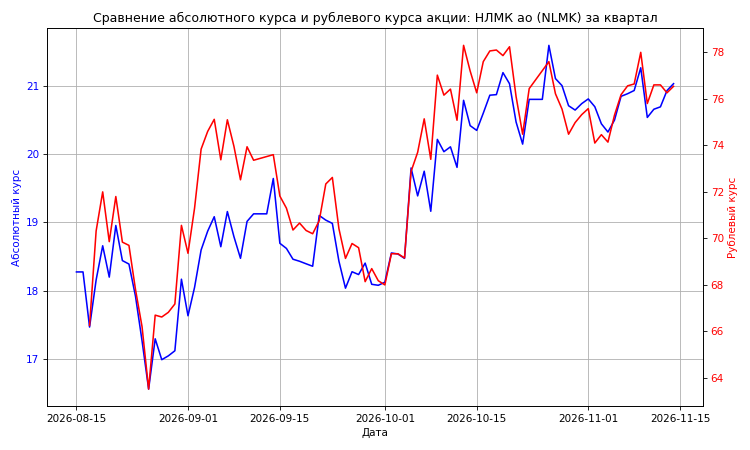 Сравнение абсолютного курса и рублевого курса акции: НЛМК ао (NLMK) за квартал
21
20
19
18
17
Абсолютный курс
78
76
74
72
70
68
66
64
Рублевый курс
2026-08-15 2026-09-01 2026-09-15 2026-10-01 2026-10-15 2026-11-01 2026-11-15
Дата